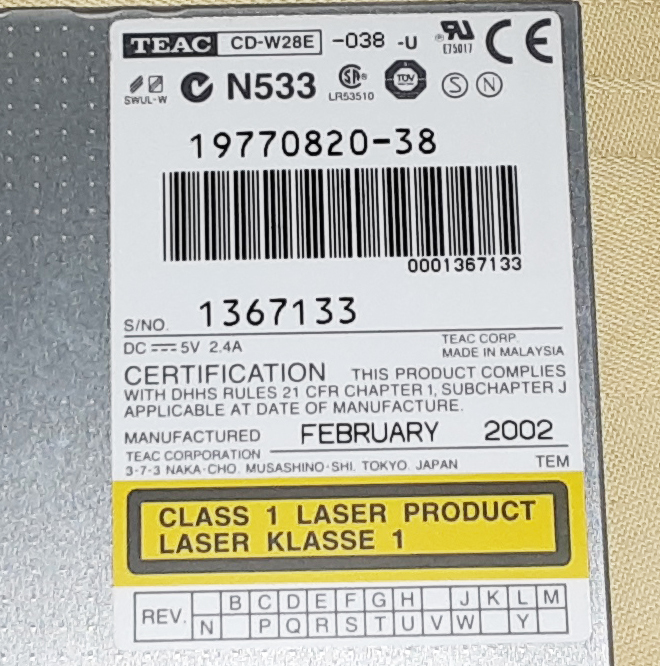 TEAC CD-W28E -038 -U
E75017
SWUL-W N533 LR53510 TÜV S N
19770820-38
0001367133
S/NO. 1367133
DC 5V 2.4A
TEAC CORP.
MADE IN MALAYSIA
CERTIFICATION THIS PRODUCT COMPLIES
WITH DHHS RULES 21 CFR CHAPTER 1, SUBCHAPTER J
APPLICABLE AT DATE OF MANUFACTURE.
MANUFACTURED FEBRUARY 2002
TEAC CORPORATION
3-7-3 NAKA-CHO, MUSASHINO-SHI, TOKYO, JAPAN TEM
CLASS 1 LASER PRODUCT
LASER KLASSE 1
REV. B C D E F G H J K L M
N P Q R S T U V W Y